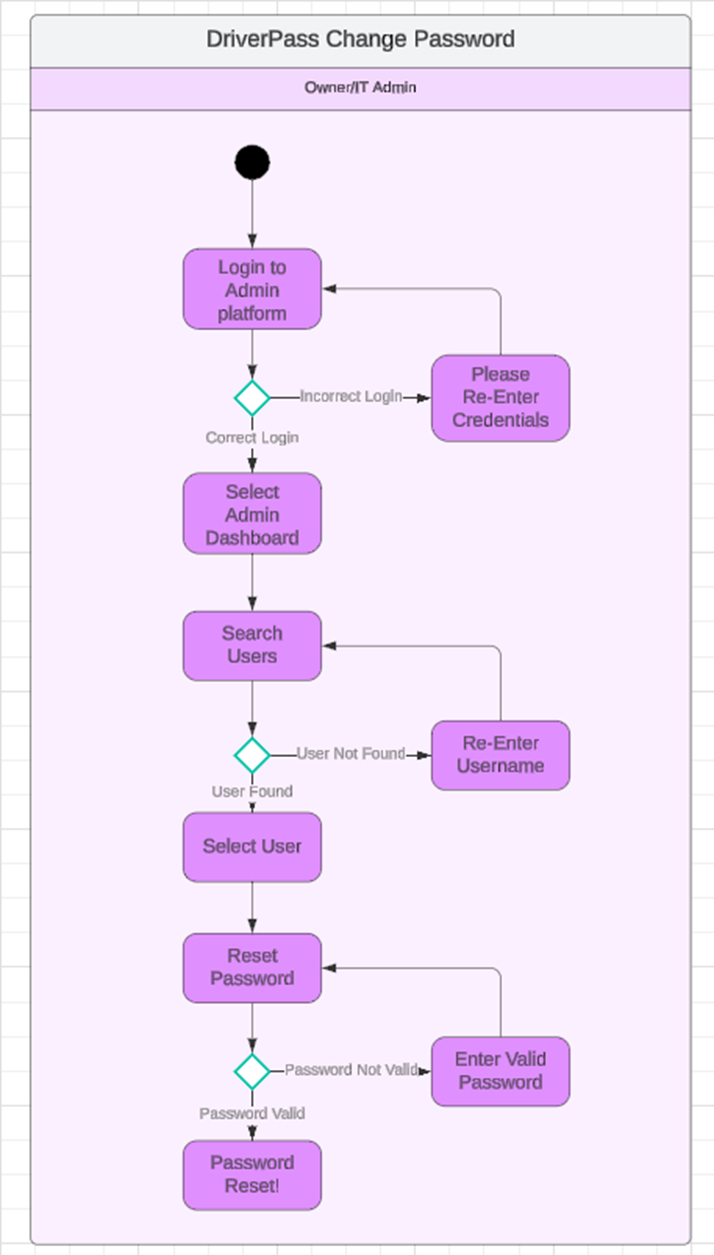 DriverPass Change Password
Owner/IT Admin
Login to
Admin
platform
Incorrect Login
Please
Re-Enter
Credentials
Correct Login
Select
Admin
Dashboard
Search
Users
User Not Found
Re-Enter
Username
User Found
Select User
Reset
Password
Password Not Valid
Enter Valid
Password
Password Valid
Password
Reset!